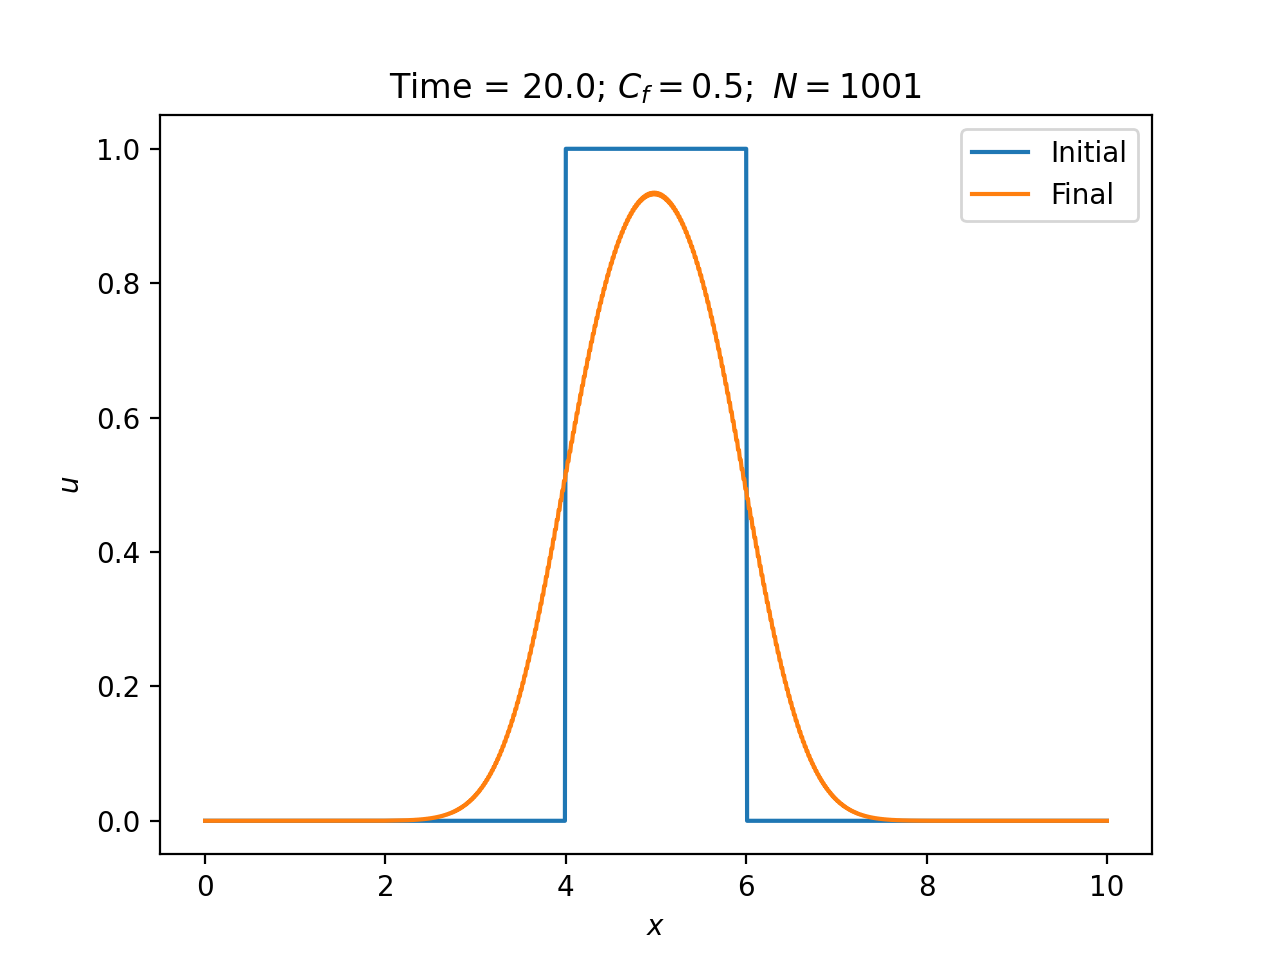 Time = 20.0; $C_f = 0.5$; $N = 1001$
Initial
Final
1.0
0.8
0.6
0.4
0.2
0.0
u
0 2 4 6 8 10
x